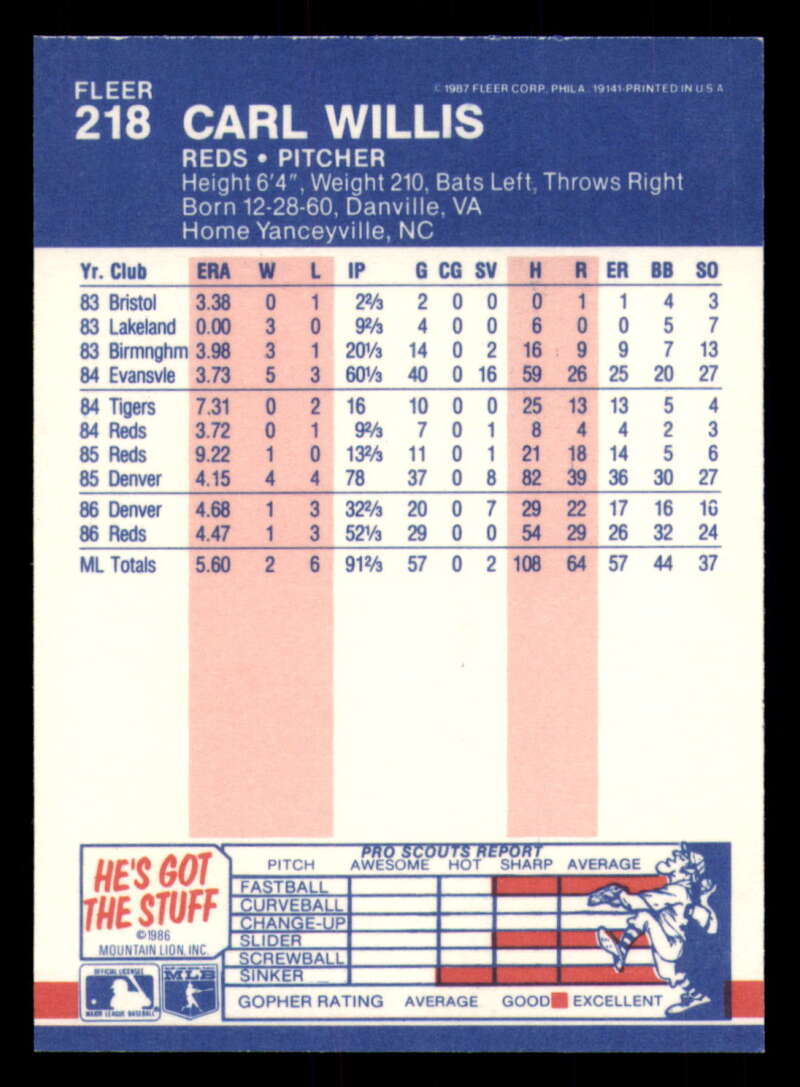 FLEER
© 1987 FLEER CORP., PHILA. 19141-PRINTED IN U S A
218 CARL WILLIS
REDS • PITCHER
Height 6'4", Weight 210, Bats Left, Throws Right
Born 12-28-60, Danville, VA
Home Yanceyville, NC
Yr. Club ERA W L IP G CG SV H R ER BB SO
83 Bristol 3.38 0 1 2⅔ 2 0 0 0 1 1 4 3
83 Lakeland 0.00 3 0 9⅔ 4 0 0 6 0 0 5 7
83 Birmnghm 3.98 3 1 20⅓ 14 0 2 16 9 9 7 13
84 Evansvle 3.73 5 3 60⅓ 40 0 16 59 26 25 20 27
84 Tigers 7.31 0 2 16 10 0 0 25 13 13 5 4
84 Reds 3.72 0 1 9⅔ 7 0 1 8 4 4 2 3
85 Reds 9.22 1 0 13⅔ 11 0 1 21 18 14 5 6
85 Denver 4.15 4 4 78 37 0 8 82 39 36 30 27
86 Denver 4.68 1 3 32⅔ 20 0 7 29 22 17 16 16
86 Reds 4.47 1 3 52⅓ 29 0 0 54 29 26 32 24
ML Totals 5.60 2 6 91⅔ 57 0 2 108 64 57 44 37
HE'S GOT
THE STUFF
©1986
MOUNTAIN LION, INC.
OFFICIAL LICENSEE
MAJOR LEAGUE BASEBALL
MLB
PRO SCOUTS REPORT
PITCH AWESOME HOT SHARP AVERAGE
FASTBALL
CURVEBALL
CHANGE-UP
SLIDER
SCREWBALL
SINKER
GOPHER RATING AVERAGE GOOD EXCELLENT